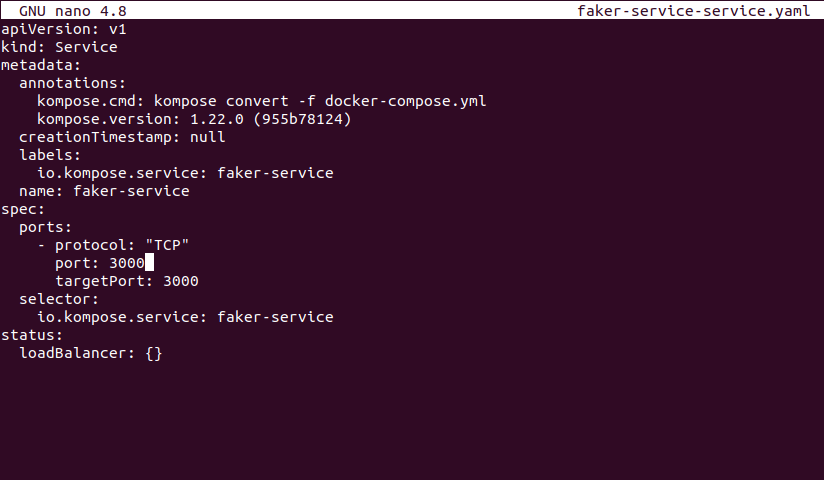 GNU nano 4.8 faker-service-service.yaml
apiVersion: v1
kind: Service
metadata:
  annotations:
    kompose.cmd: kompose convert -f docker-compose.yml
    kompose.version: 1.22.0 (955b78124)
  creationTimestamp: null
  labels:
    io.kompose.service: faker-service
  name: faker-service
spec:
  ports:
    - protocol: "TCP"
      port: 3000
      targetPort: 3000
  selector:
    io.kompose.service: faker-service
status:
  loadBalancer: {}